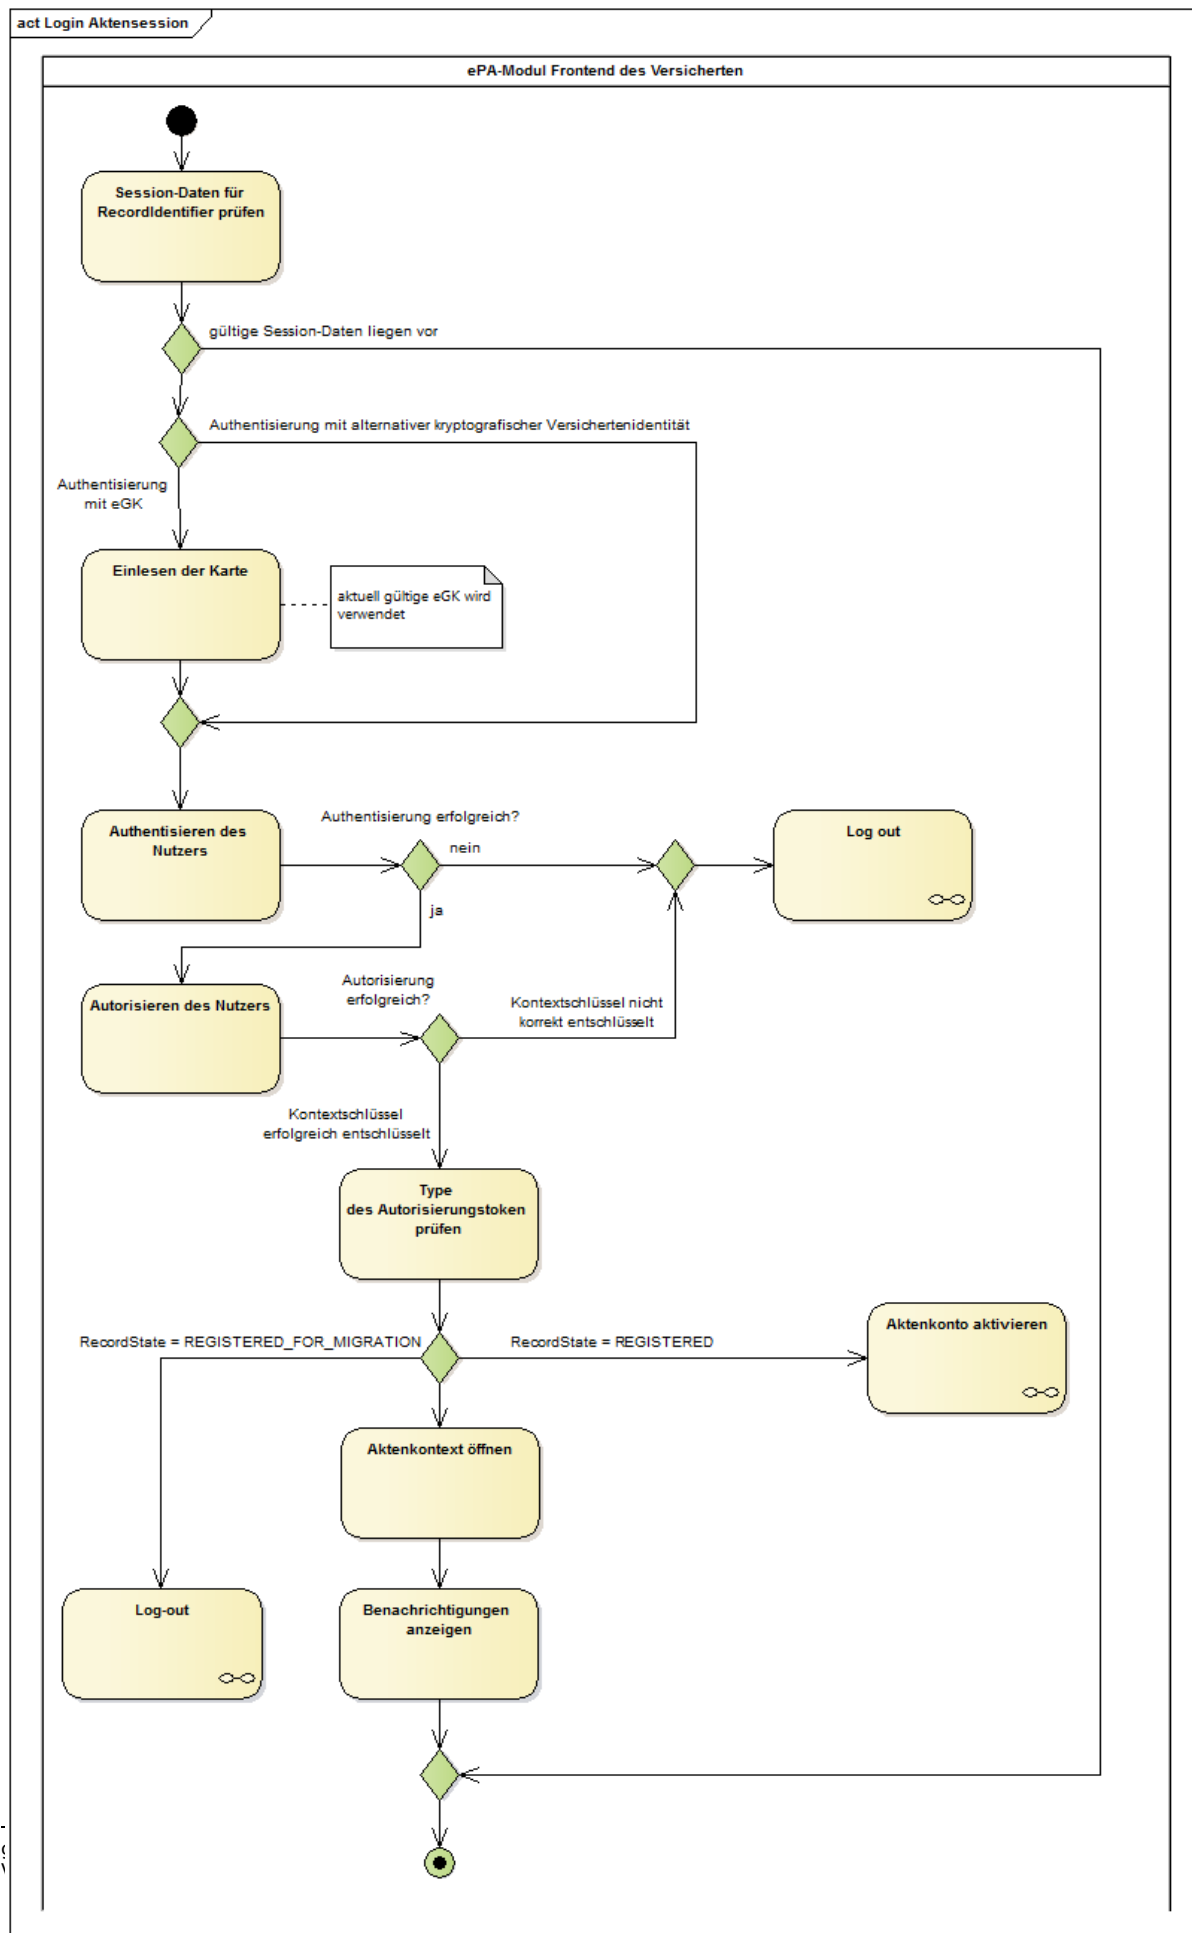 act Login Aktensession
ePA-Modul Frontend des Versicherten
Session-Daten für
RecordIdentifier prüfen
gültige Session-Daten liegen vor
Authentisierung mit alternativer kryptografischer Versichertenidentität
Authentisierung
mit eGK
Einlesen der Karte
aktuell gültige eGK wird
verwendet
Authentisieren des
Nutzers
Authentisierung erfolgreich?
nein
ja
Log out
Autorisieren des Nutzers
Autorisierung
erfolgreich?
Kontextschlüssel nicht
korrekt entschlüsselt
Kontextschlüssel
erfolgreich entschlüsselt
Type
des Autorisierungstoken
prüfen
RecordState = REGISTERED_FOR_MIGRATION
RecordState = REGISTERED
Aktenkonto aktivieren
Aktenkontext öffnen
Log-out
Benachrichtigungen
anzeigen